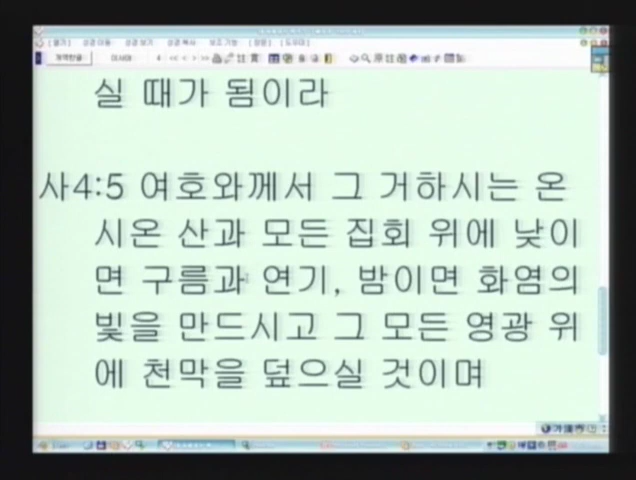 실 때가 됨이라
사4:5 여호와께서 그 거하시는 온
시온 산과 모든 집회 위에 낮이
면 구름과 연기, 밤이면 화염의
빛을 만드시고 그 모든 영광 위
에 천막을 덮으실 것이며